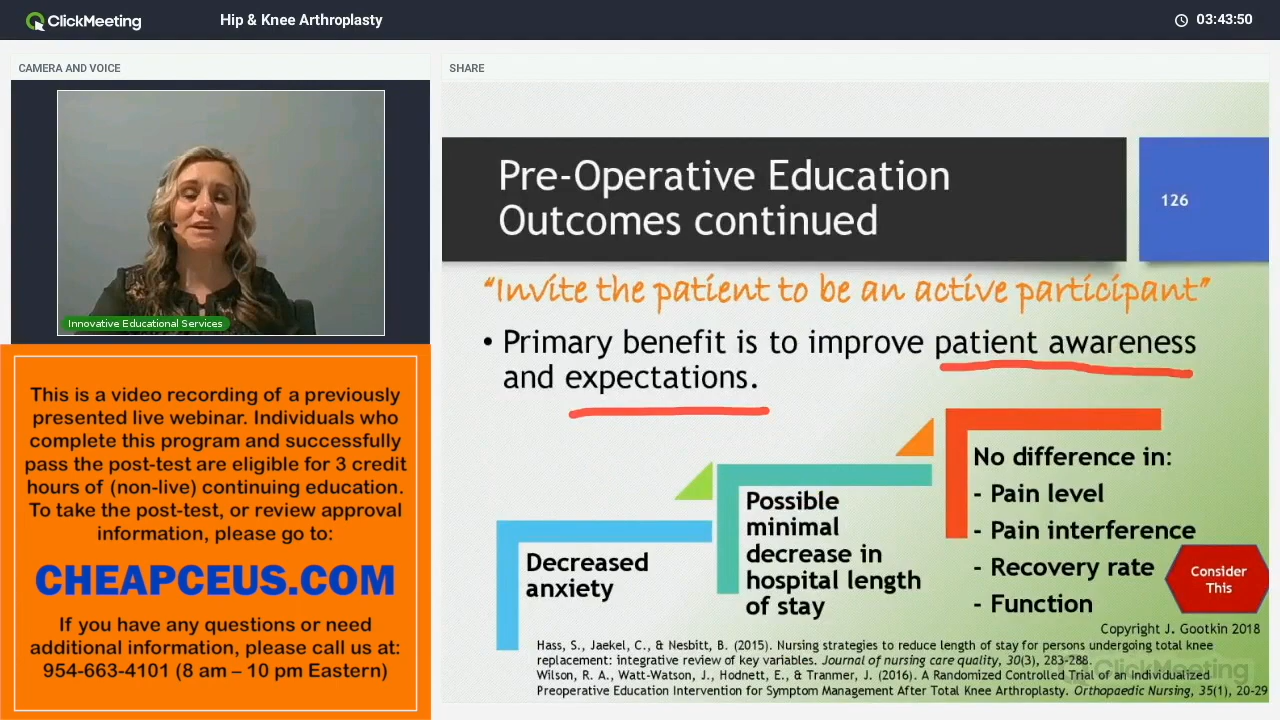 ClickMeeting
Hip & Knee Arthroplasty
03:43:50
CAMERA AND VOICE
SHARE
Innovative Educational Services
This is a video recording of a previously
presented live webinar. Individuals who
complete this program and successfully
pass the post-test are eligible for 3 credit
hours of (non-live) continuing education.
To take the post-test, or review approval
information, please go to:
CHEAPCEUS.COM
If you have any questions or need
additional information, please call us at:
954-663-4101 (8 am – 10 pm Eastern)
Pre-Operative Education
Outcomes continued
126
“Invite the patient to be an active participant”
• Primary benefit is to improve patient awareness
and expectations.
Decreased
anxiety
Possible
minimal
decrease in
hospital length
of stay
No difference in:
- Pain level
- Pain interference
- Recovery rate
- Function
Consider
This
Copyright J. Gootkin 2018
Hass, S., Jaekel, C., & Nesbitt, B. (2015). Nursing strategies to reduce length of stay for persons undergoing total knee
replacement: integrative review of key variables. Journal of nursing care quality, 30(3), 283-288.
Wilson, R. A., Watt-Watson, J., Hodnett, E., & Tranmer, J. (2016). A Randomized Controlled Trial of an Individualized
Preoperative Education Intervention for Symptom Management After Total Knee Arthroplasty. Orthopaedic Nursing, 35(1), 20-29
ClickMeeting